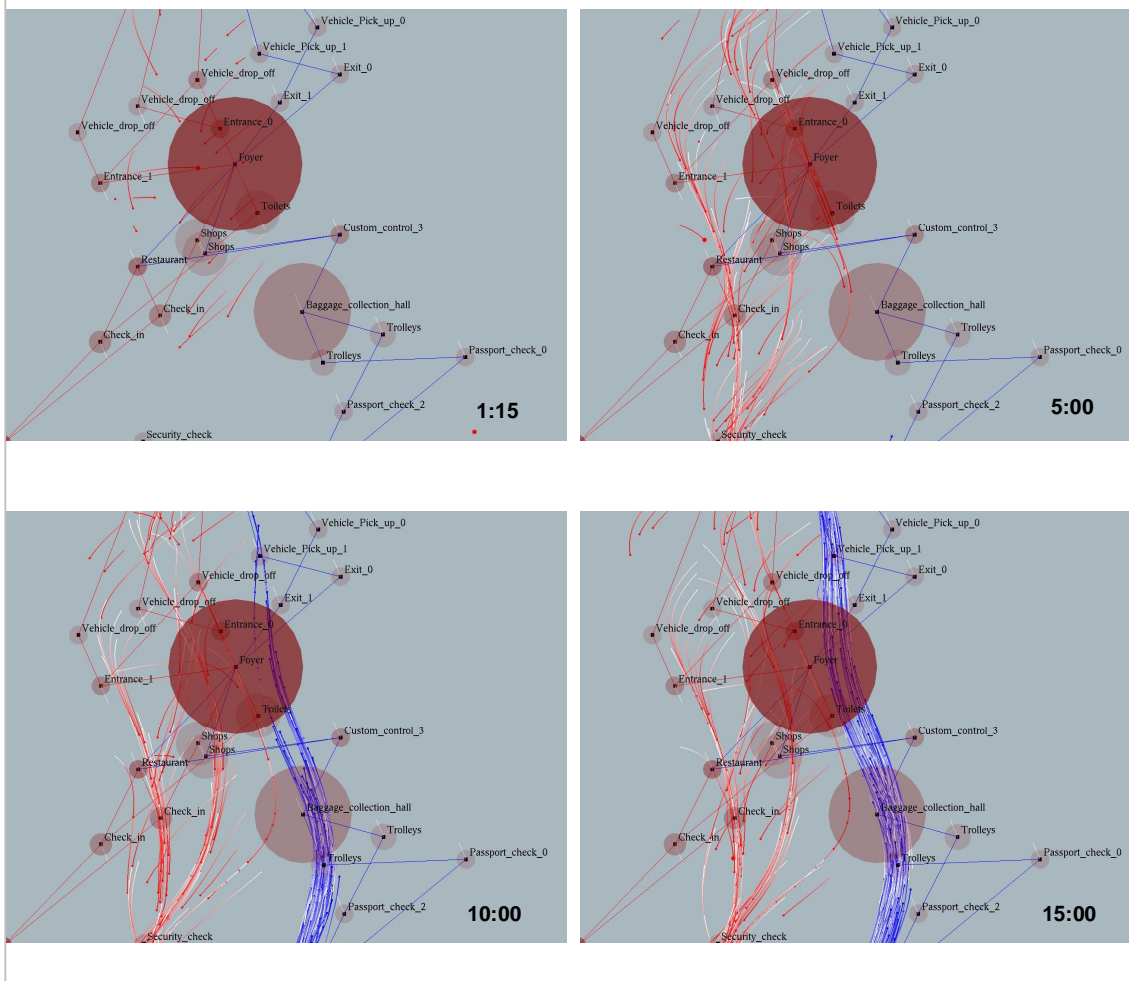 Vehicle_Pick_up_0
Vehicle_Pick_up_1
Exit_0
Vehicle_drop_off
Exit_1
Vehicle_drop_off
Entrance_0
Vehicle_drop_off
Foyer
Entrance_1
Toilets
Shops
Custom_control_3
Shops
Restaurant
Baggage_collection_hall
Check_in
Trolleys
Check_in
Trolleys
Passport_check_0
Passport_check_2
1:15
Security_check
Vehicle_Pick_up_0
Vehicle_Pick_up_1
Exit_0
Vehicle_drop_off
Exit_1
Vehicle_drop_off
Entrance_0
Vehicle_drop_off
Foyer
Entrance_1
Toilets
Shops
Custom_control_3
Shops
Restaurant
Baggage_collection_hall
Check_in
Trolleys
Check_in
Trolleys
Passport_check_0
Passport_check_2
5:00
Security_check
Vehicle_Pick_up_0
Vehicle_Pick_up_1
Exit_0
Vehicle_drop_off
Exit_1
Vehicle_drop_off
Entrance_0
Vehicle_drop_off
Foyer
Entrance_1
Toilets
Shops
Custom_control_3
Shops
Restaurant
Baggage_collection_hall
Check_in
Trolleys
Check_in
Trolleys
Passport_check_0
Passport_check_2
10:00
Security_check
Vehicle_Pick_up_0
Vehicle_Pick_up_1
Exit_0
Vehicle_drop_off
Exit_1
Vehicle_drop_off
Entrance_0
Vehicle_drop_off
Foyer
Entrance_1
Toilets
Shops
Custom_control_3
Shops
Restaurant
Baggage_collection_hall
Check_in
Trolleys
Check_in
Trolleys
Passport_check_0
Passport_check_2
15:00
Security_check